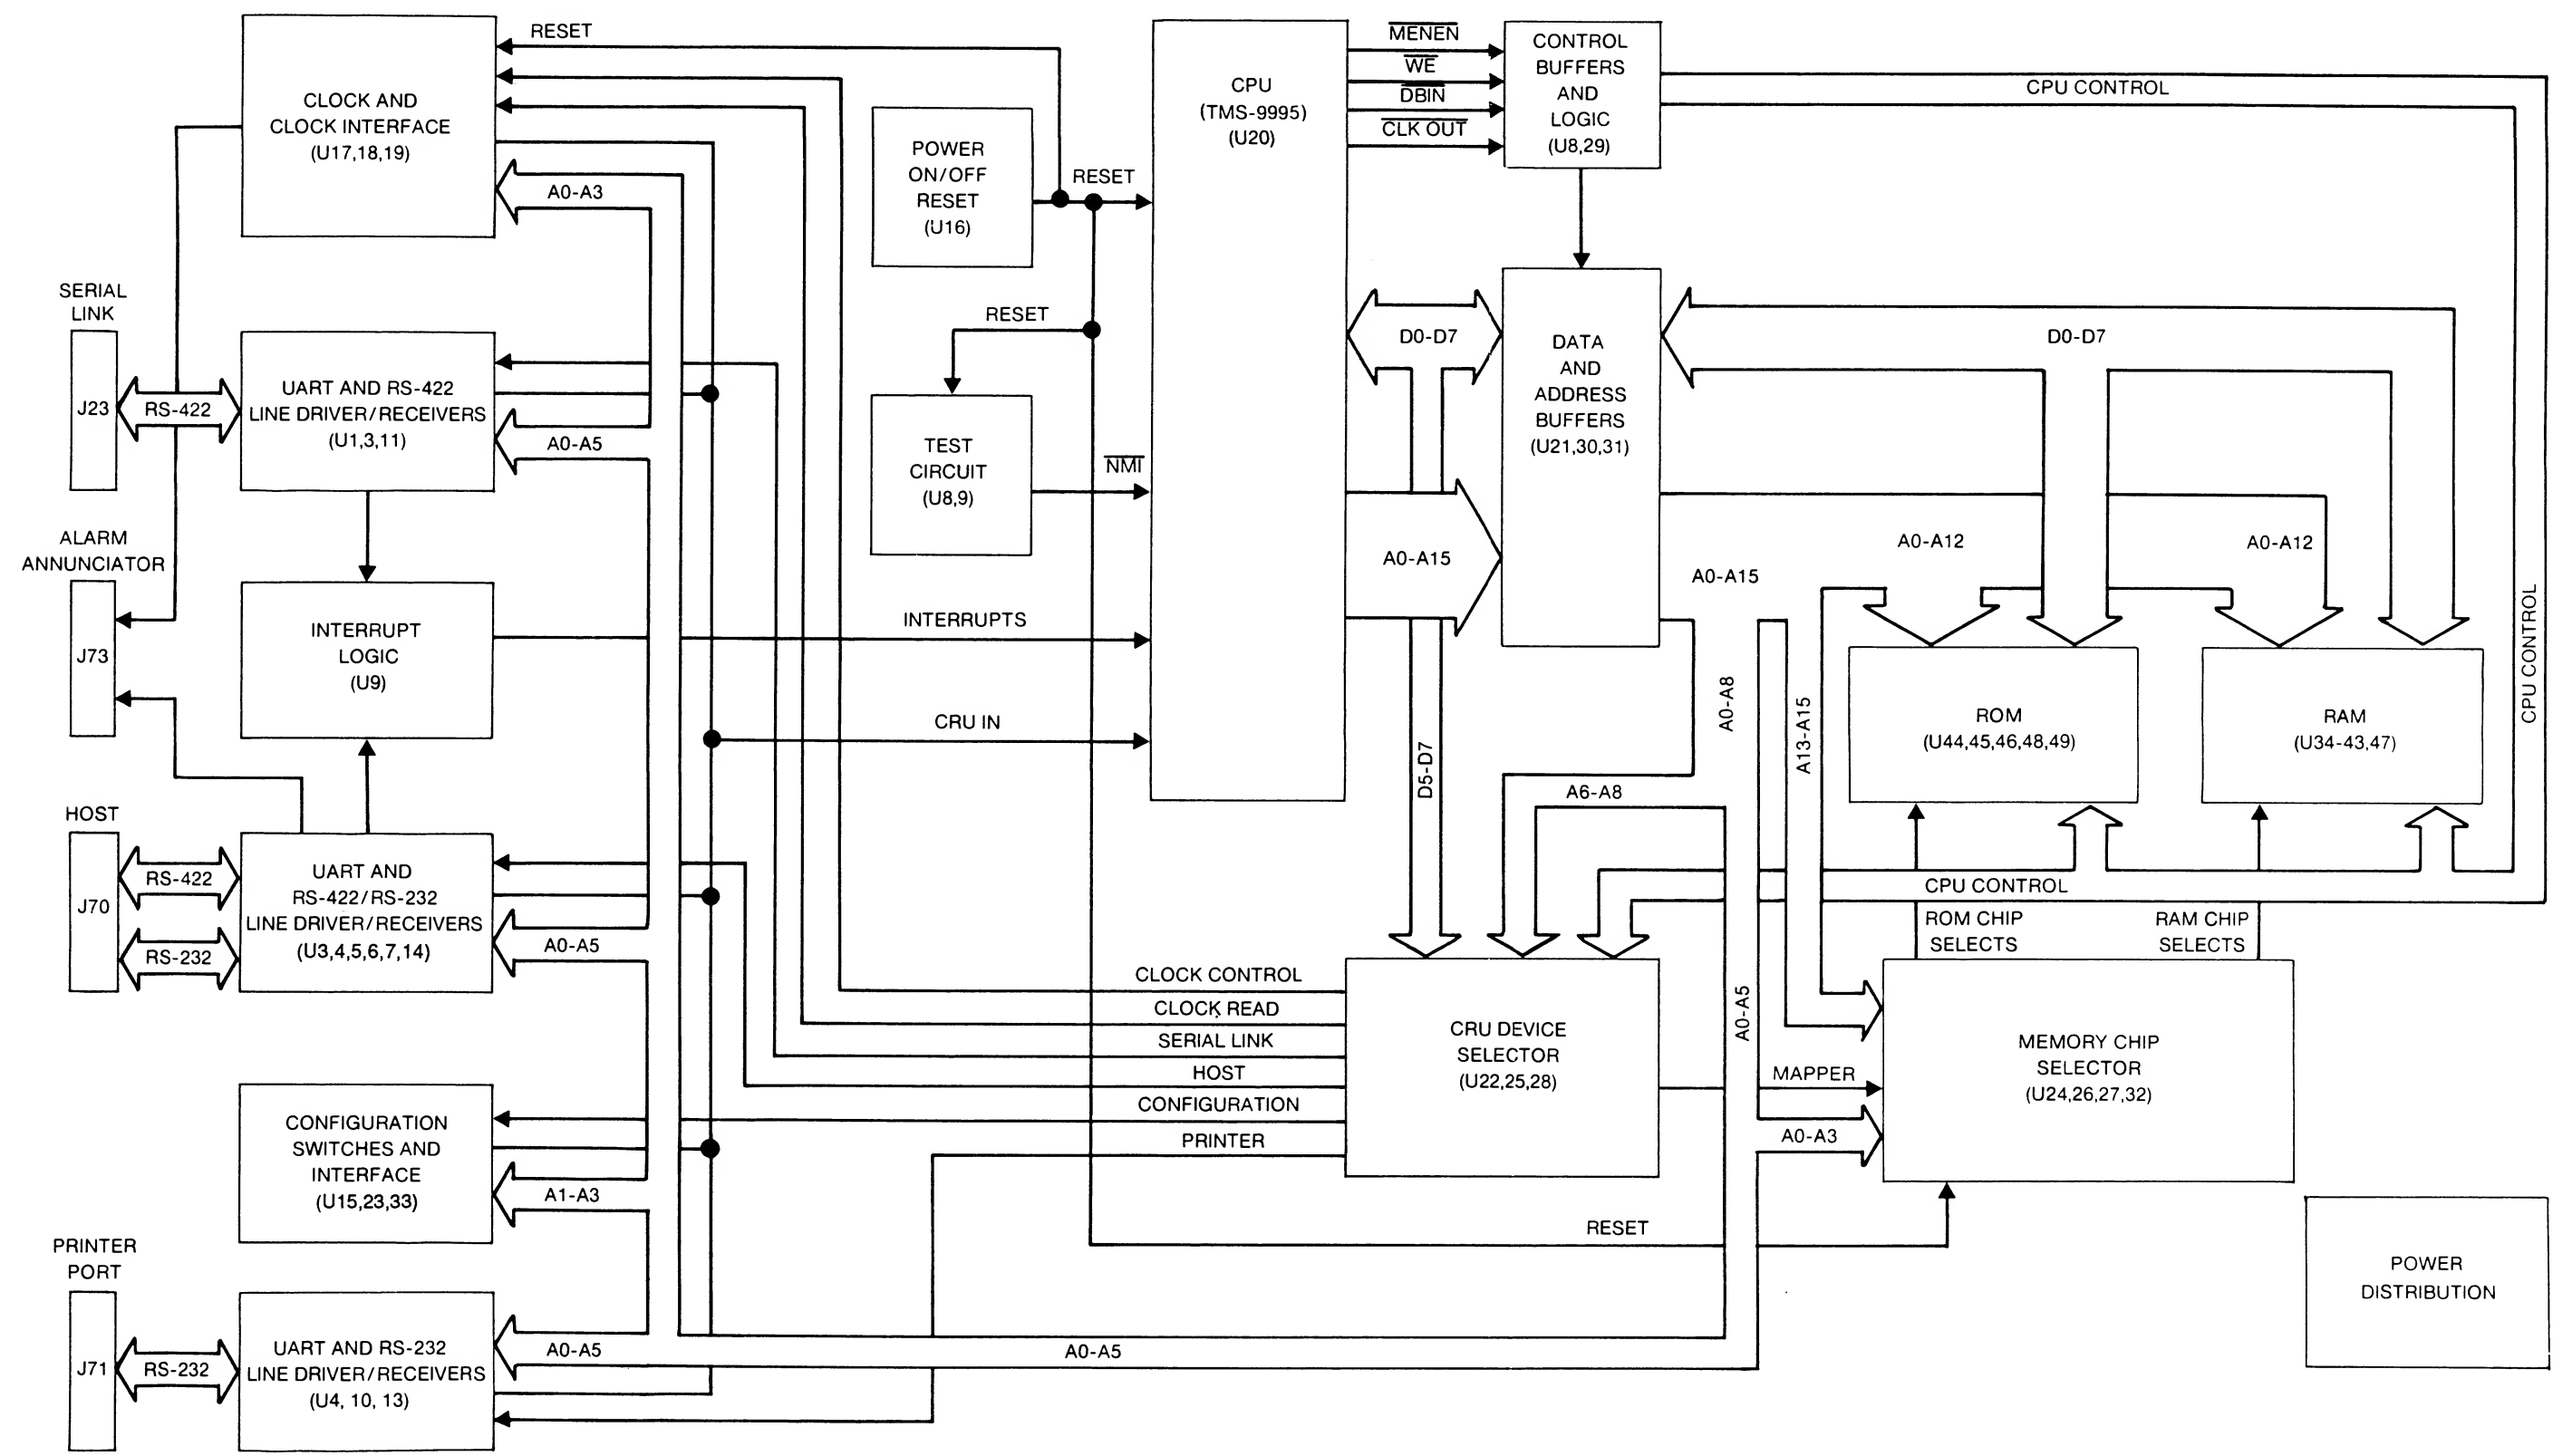 RESET
CLOCK AND
CLOCK INTERFACE
(U17,18,19)
A0-A3
POWER
ON/OFF
RESET
(U16)
RESET
CPU
(TMS-9995)
(U20)
MENEN
WE
DBIN
CLK OUT
CONTROL
BUFFERS
AND
LOGIC
(U8,29)
CPU CONTROL
SERIAL
LINK
J23
RS-422
UART AND RS-422
LINE DRIVER/RECEIVERS
(U1,3,11)
A0-A5
RESET
TEST
CIRCUIT
(U8,9)
NMI
D0-D7
DATA
AND
ADDRESS
BUFFERS
(U21,30,31)
D0-D7
A0-A15
A0-A15
A0-A12
A0-A12
ALARM
ANNUNCIATOR
J73
INTERRUPT
LOGIC
(U9)
INTERRUPTS
CRU IN
D5-D7
A0-A8
A13-A15
ROM
(U44,45,46,48,49)
RAM
(U34-43,47)
CPU CONTROL
A6-A8
HOST
J70
RS-422
RS-232
UART AND
RS-422/RS-232
LINE DRIVER/RECEIVERS
(U3,4,5,6,7,14)
A0-A5
CPU CONTROL
ROM CHIP
SELECTS
RAM CHIP
SELECTS
CLOCK CONTROL
CLOCK READ
SERIAL LINK
HOST
CONFIGURATION
PRINTER
CRU DEVICE
SELECTOR
(U22,25,28)
A0-A5
MAPPER
A0-A3
MEMORY CHIP
SELECTOR
(U24,26,27,32)
CONFIGURATION
SWITCHES AND
INTERFACE
(U15,23,33)
A1-A3
RESET
POWER
DISTRIBUTION
PRINTER
PORT
J71
RS-232
UART AND RS-232
LINE DRIVER/RECEIVERS
(U4, 10, 13)
A0-A5
A0-A5